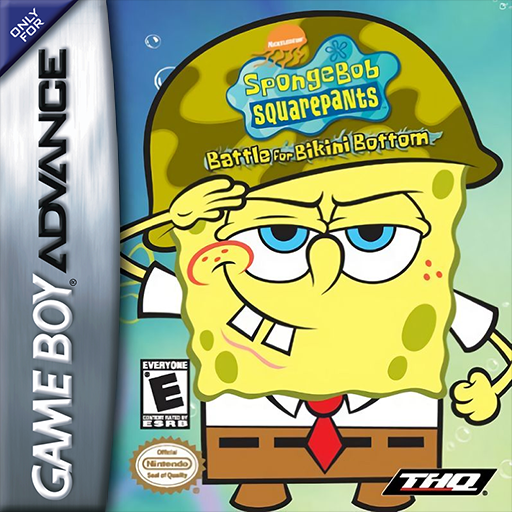 ONLY
FOR
GAME BOY ADVANCE
NICKELODEON
SpongeBob
SQUAREPANTS
Battle for Bikini Bottom
EVERYONE
E
CONTENT RATED BY
ESRB
Official
Nintendo
Seal of Quality
THQ